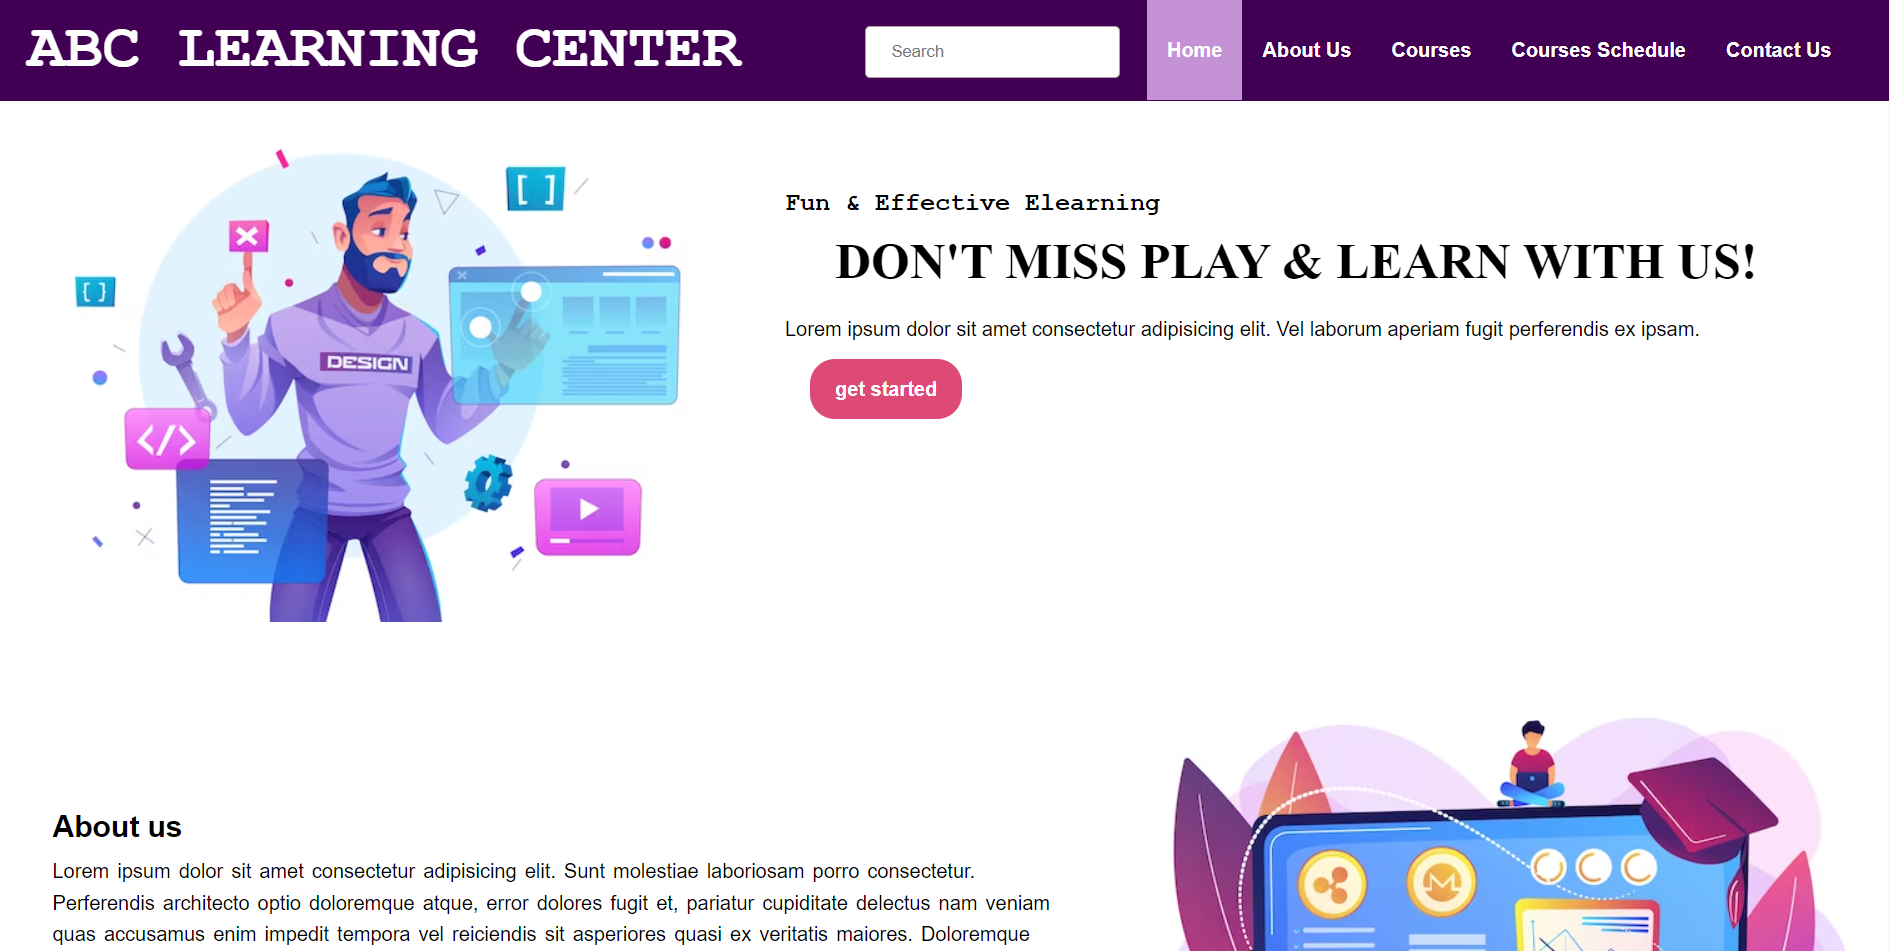 ABC LEARNING CENTER
Search
Home
About Us
Courses
Courses Schedule
Contact Us
[ ]
{ }
DESIGN
</>
Fun & Effective Elearning
DON'T MISS PLAY & LEARN WITH US!
Lorem ipsum dolor sit amet consectetur adipisicing elit. Vel laborum aperiam fugit perferendis ex ipsam.
get started
About us
Lorem ipsum dolor sit amet consectetur adipisicing elit. Sunt molestiae laboriosam porro consectetur.
Perferendis architecto optio doloremque atque, error dolores fugit et, pariatur cupiditate delectus nam veniam
quas accusamus enim impedit tempora vel reiciendis sit asperiores quasi ex veritatis maiores. Doloremque